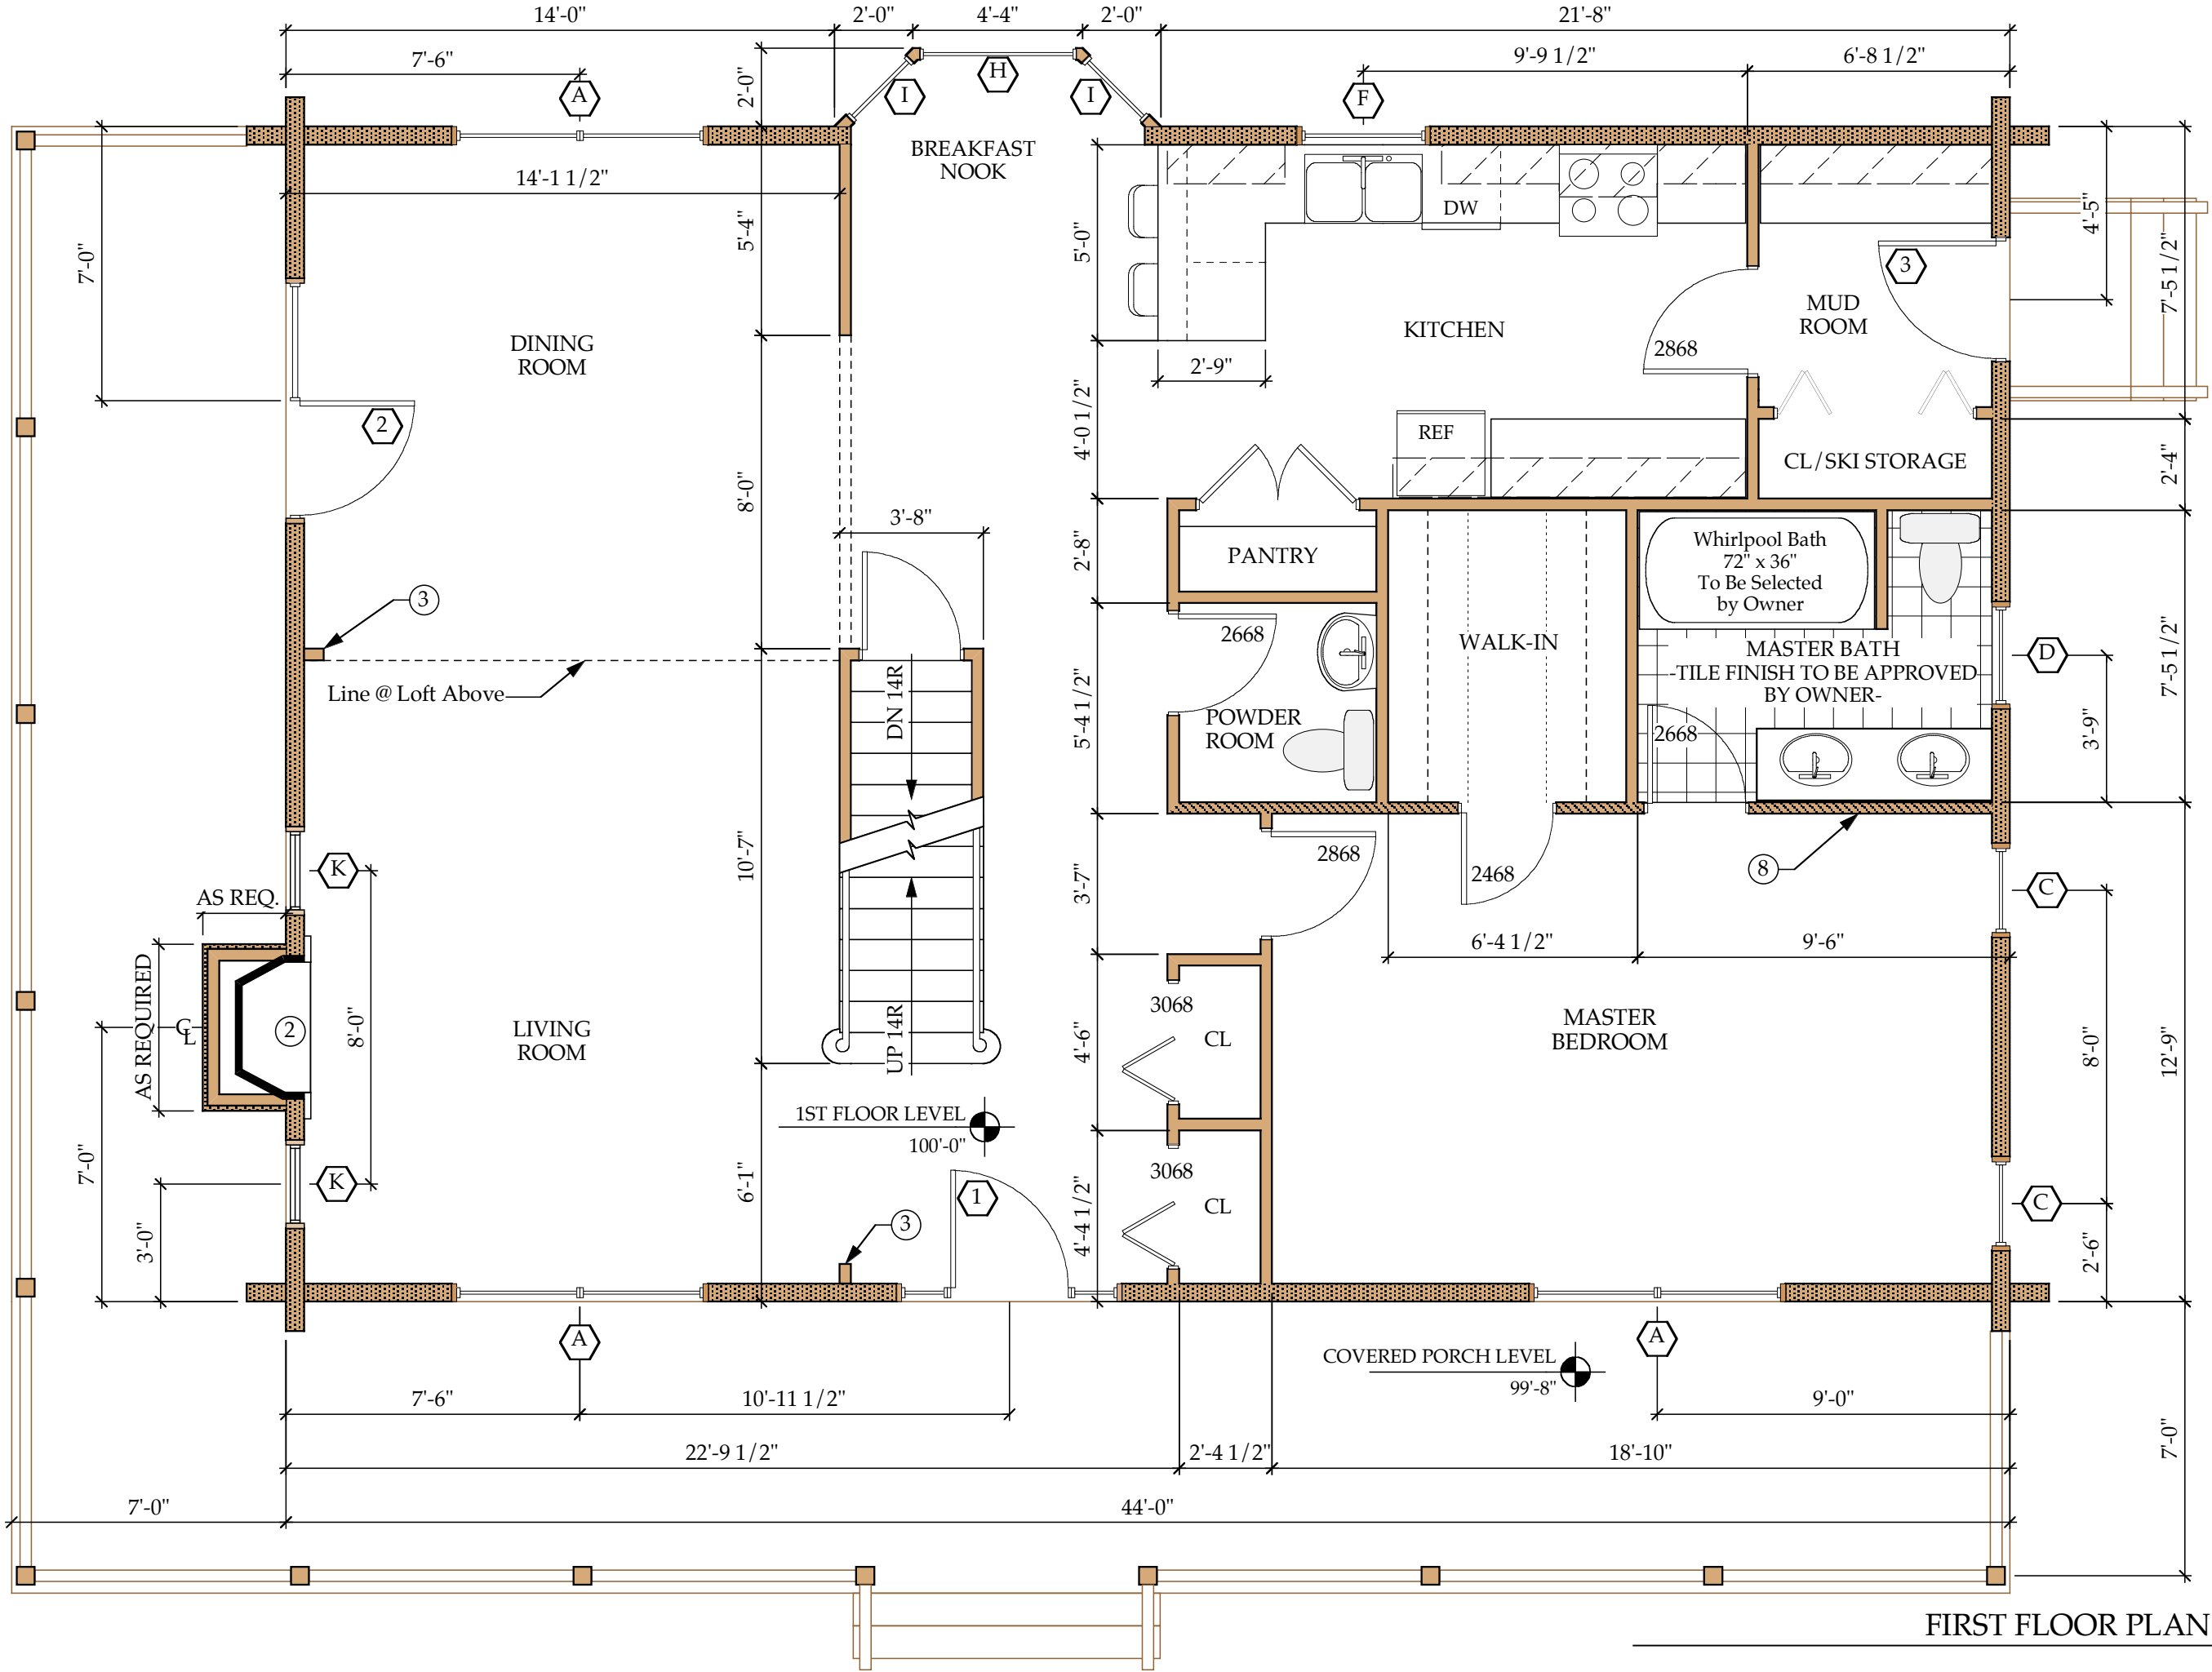 14'-0"
2'-0"
4'-4"
2'-0"
21'-8"
7'-6"
9'-9 1/2"
6'-8 1/2"
2'-0"
A
I
H
I
F
BREAKFAST
NOOK
14'-1 1/2"
5'-4"
5'-0"
DW
4'-5"
7'-5 1/2"
7'-0"
3
MUD
ROOM
KITCHEN
DINING
ROOM
2868
2'-9"
2
4'-0 1/2"
REF
CL/SKI STORAGE
2'-4"
8'-0"
3'-8"
PANTRY
2'-8"
Whirlpool Bath
72" x 36"
To Be Selected
by Owner
3
2668
WALK-IN
MASTER BATH
-TILE FINISH TO BE APPROVED
BY OWNER-
D
7'-5 1/2"
Line @ Loft Above
DN 14R
5'-4 1/2"
POWDER
ROOM
2668
3'-9"
10'-7"
K
2868
2468
8
C
AS REQ.
3'-7"
6'-4 1/2"
9'-6"
AS REQUIRED
CL
2
8'-0"
LIVING
ROOM
UP 14R
3068
CL
4'-6"
MASTER
BEDROOM
8'-0"
12'-9"
1ST FLOOR LEVEL
100'-0"
7'-0"
K
3'-0"
6'-1"
1
3
4'-4 1/2"
3068
CL
C
2'-6"
A
COVERED PORCH LEVEL
99'-8"
A
7'-6"
10'-11 1/2"
9'-0"
22'-9 1/2"
2'-4 1/2"
18'-10"
7'-0"
7'-0"
44'-0"
FIRST FLOOR PLAN